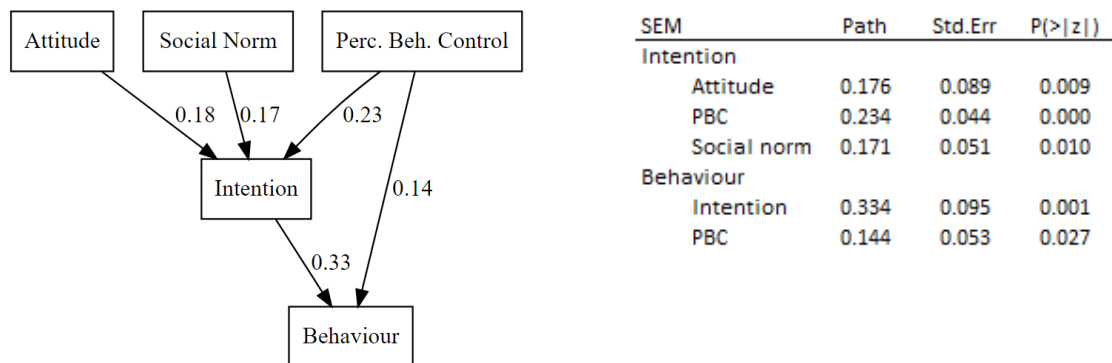 Attitude
Social Norm
Perc. Beh. Control
0.18
0.17
0.23
Intention
0.14
0.33
Behaviour
SEM Path Std.Err P(>|z|)
Intention
Attitude 0.176 0.089 0.009
PBC 0.234 0.044 0.000
Social norm 0.171 0.051 0.010
Behaviour
Intention 0.334 0.095 0.001
PBC 0.144 0.053 0.027